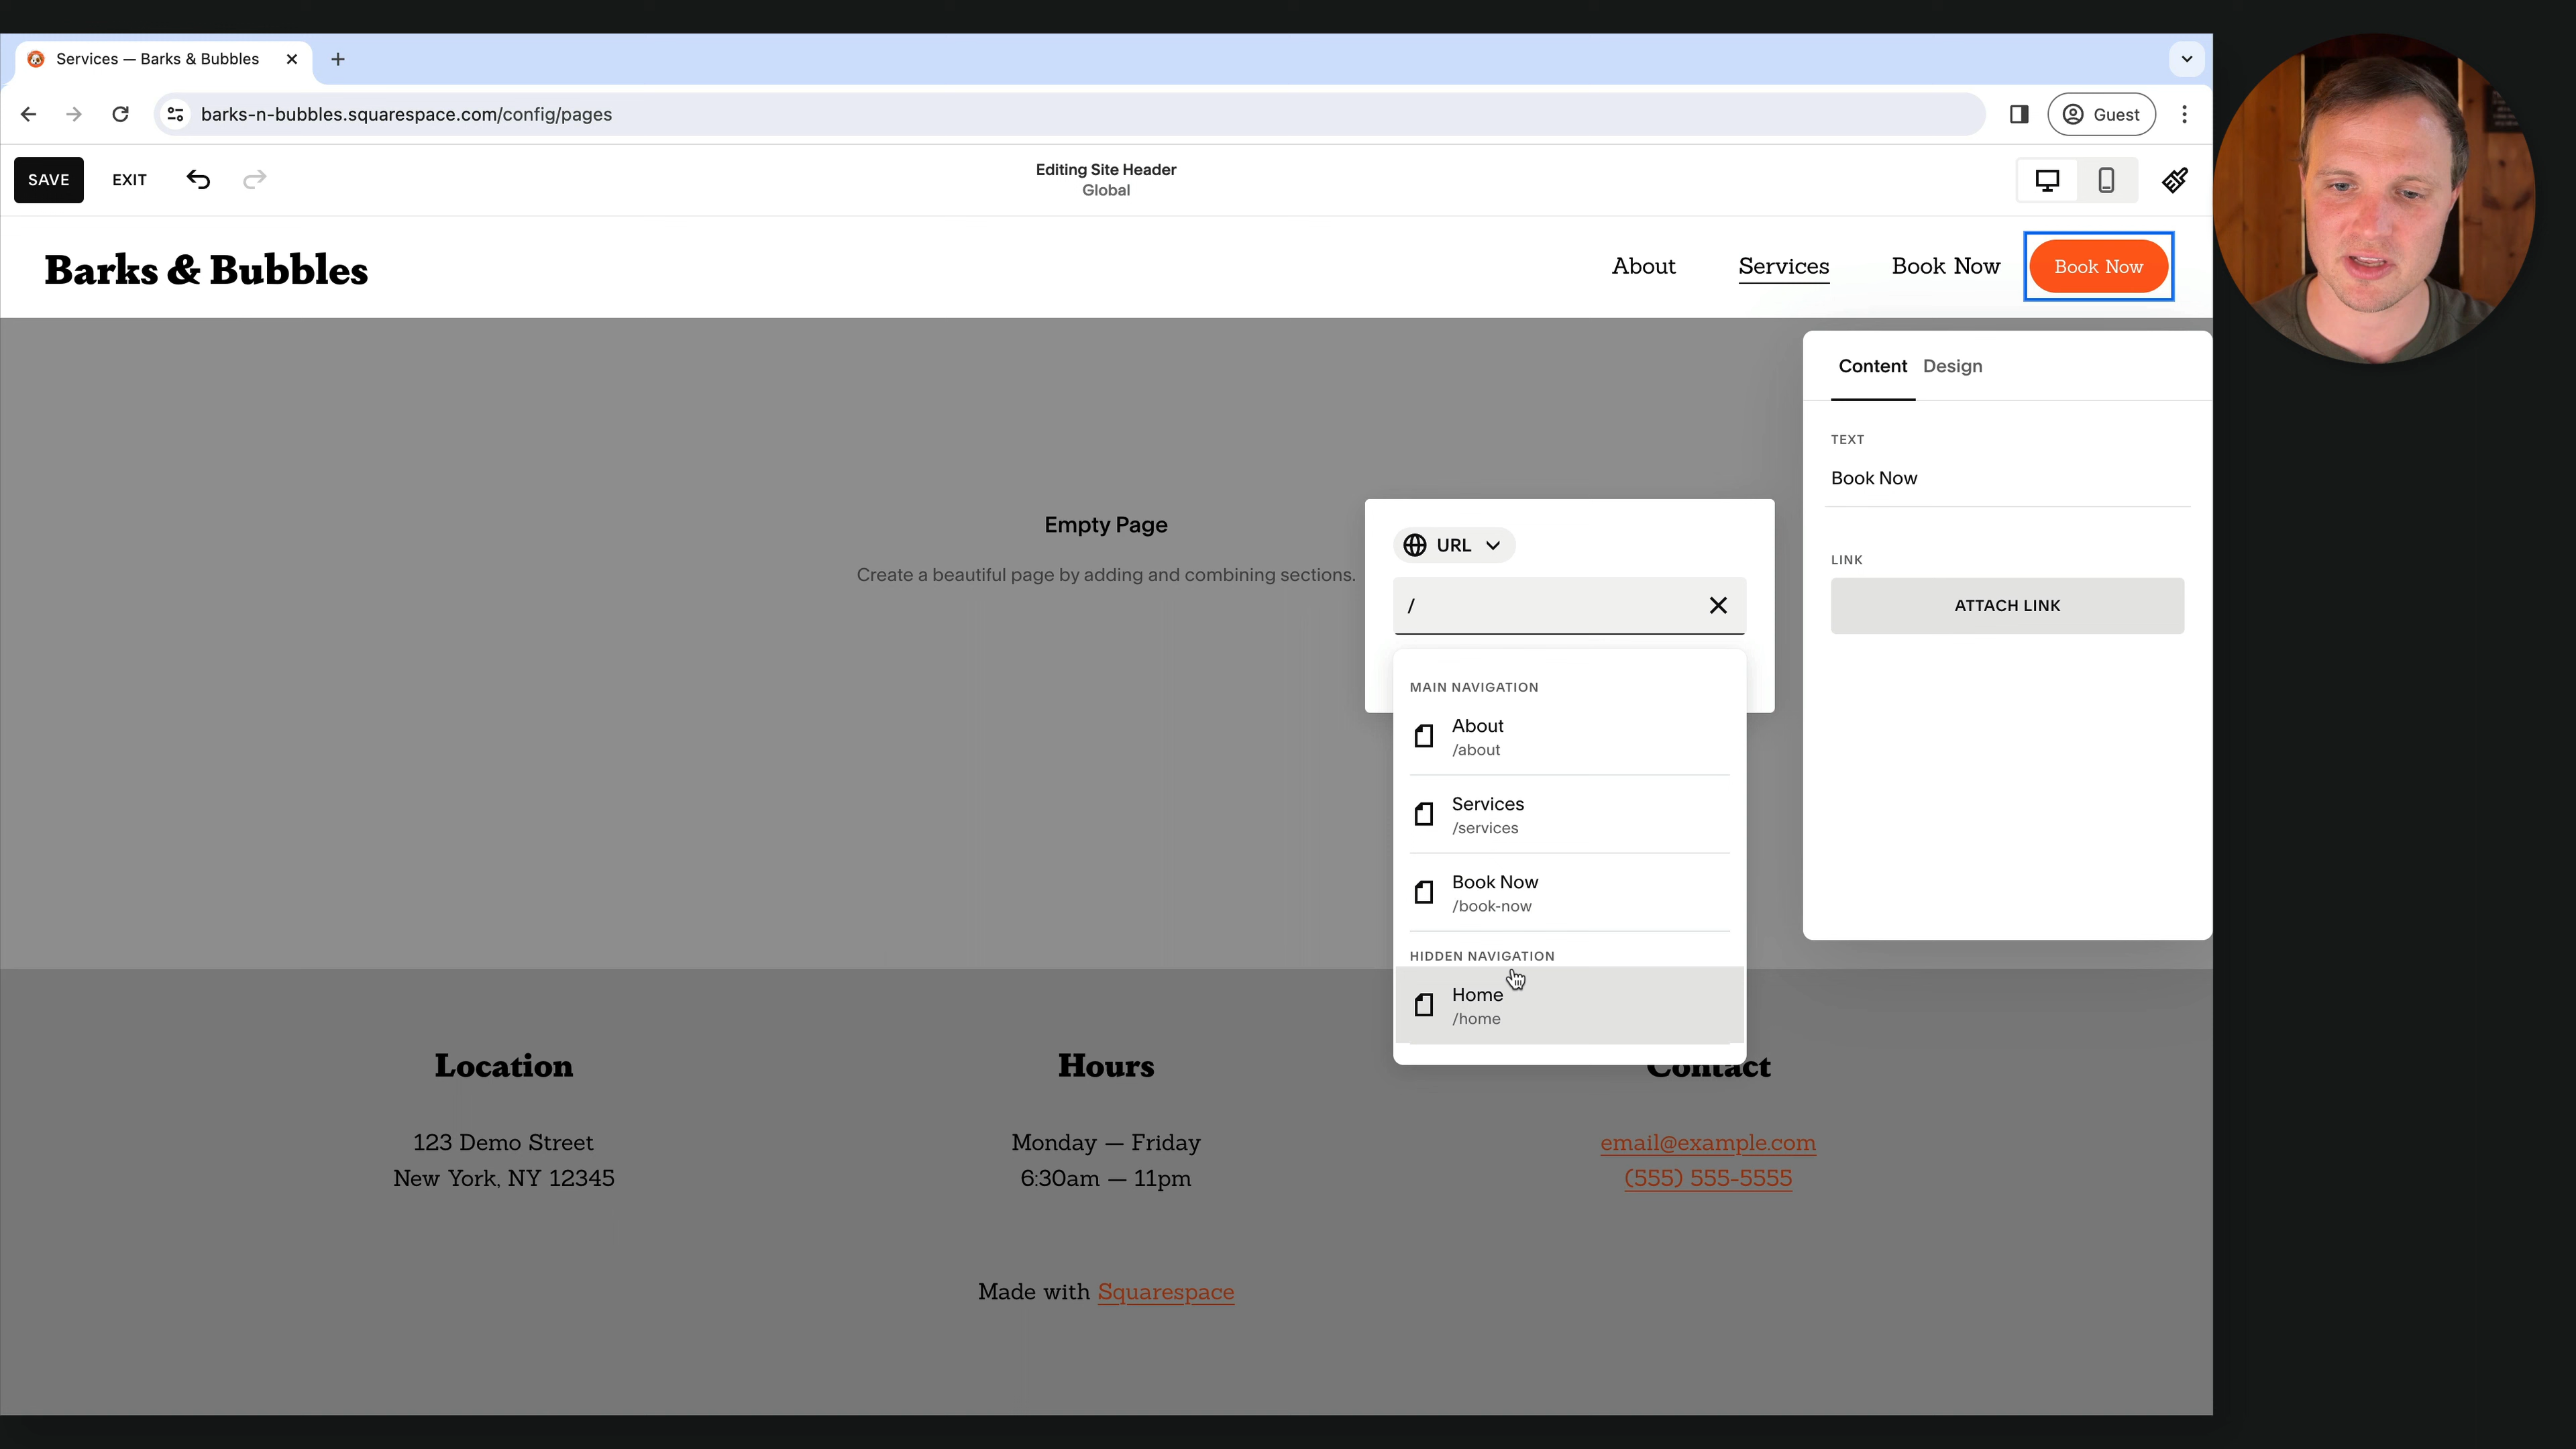 Services — Barks & Bubbles
barks-n-bubbles.squarespace.com/config/pages
Guest
SAVE
EXIT
Editing Site Header
Global
Barks & Bubbles
About
Services
Book Now
Book Now
Content
Design
TEXT
Book Now
LINK
ATTACH LINK
Empty Page
Create a beautiful page by adding and combining sections.
URL
/
MAIN NAVIGATION
About
/about
Services
/services
Book Now
/book-now
HIDDEN NAVIGATION
Home
/home
Location
123 Demo Street
New York, NY 12345
Hours
Monday — Friday
6:30am — 11pm
Contact
email@example.com
(555) 555-5555
Made with Squarespace